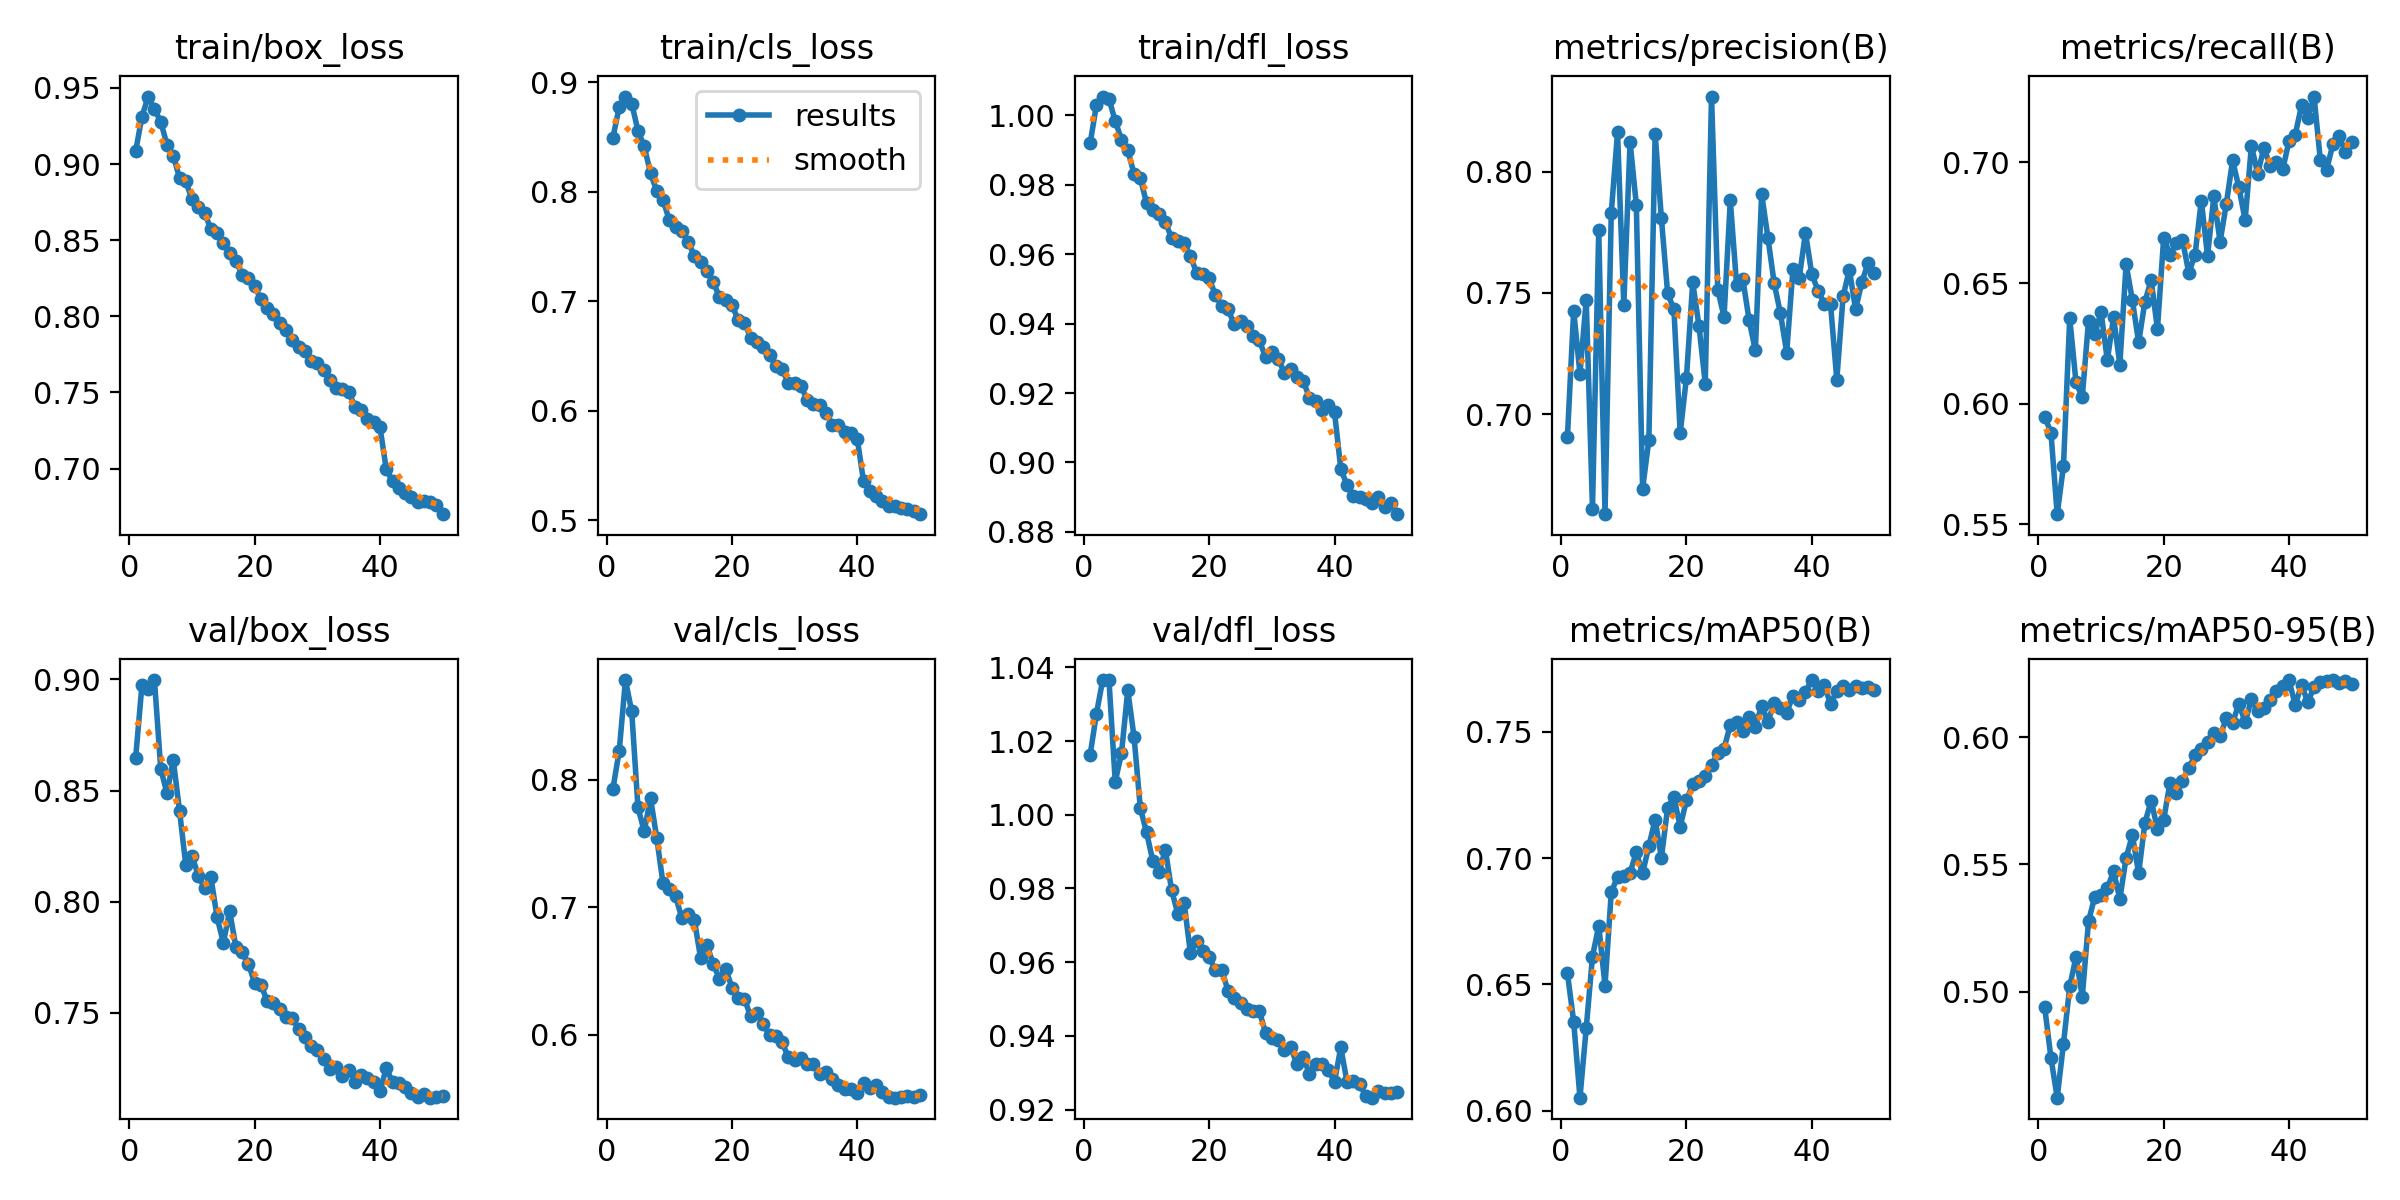 train/box_loss
0.95
0.90
0.85
0.80
0.75
0.70
0 20 40
train/cls_loss
results
smooth
0.9
0.8
0.7
0.6
0.5
0 20 40
train/dfl_loss
1.00
0.98
0.96
0.94
0.92
0.90
0.88
0 20 40
metrics/precision(B)
0.80
0.75
0.70
0 20 40
metrics/recall(B)
0.70
0.65
0.60
0.55
0 20 40
val/box_loss
0.90
0.85
0.80
0.75
0 20 40
val/cls_loss
0.8
0.7
0.6
0 20 40
val/dfl_loss
1.04
1.02
1.00
0.98
0.96
0.94
0.92
0 20 40
metrics/mAP50(B)
0.75
0.70
0.65
0.60
0 20 40
metrics/mAP50-95(B)
0.60
0.55
0.50
0 20 40